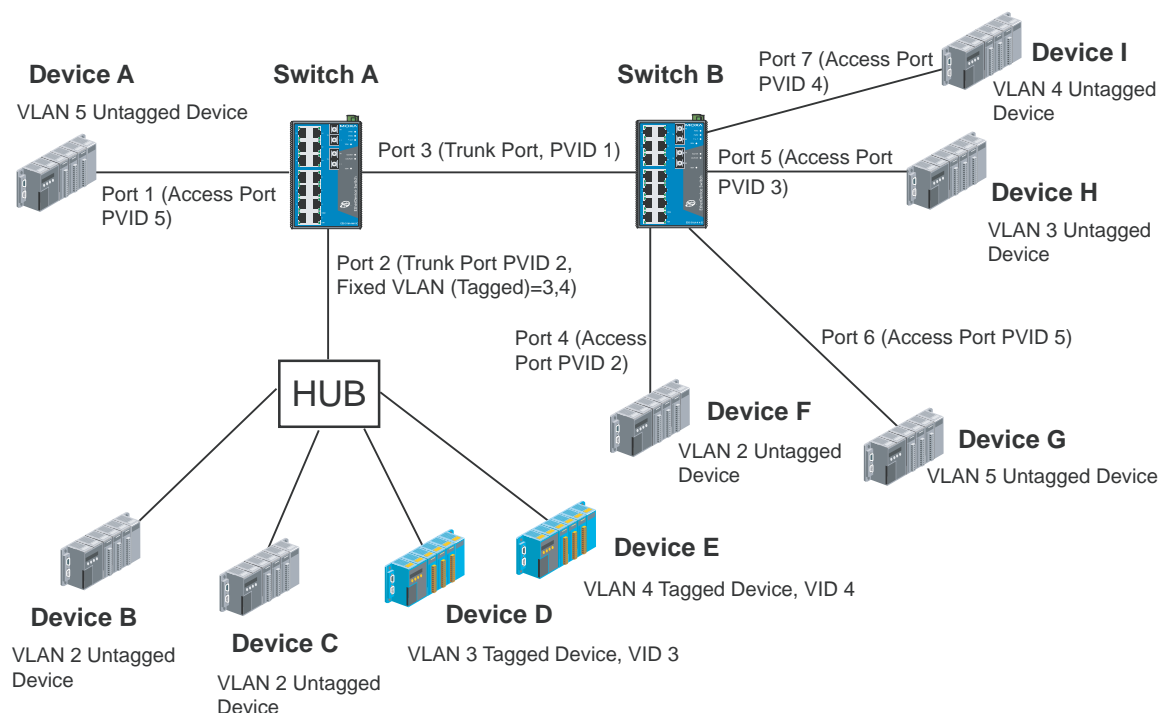 Device A
VLAN 5 Untagged Device
Switch A
Switch B
Port 7 (Access Port
PVID 4)
Device I
VLAN 4 Untagged
Device
Port 3 (Trunk Port, PVID 1)
Port 5 (Access Port
PVID 3)
Device H
VLAN 3 Untagged
Device
Port 1 (Access Port
PVID 5)
Port 2 (Trunk Port PVID 2,
Fixed VLAN (Tagged)=3,4)
Port 4 (Access
Port PVID 2)
Port 6 (Access Port PVID 5)
HUB
Device F
VLAN 2 Untagged
Device
Device G
VLAN 5 Untagged Device
Device E
VLAN 4 Tagged Device, VID 4
Device B
VLAN 2 Untagged
Device
Device C
VLAN 2 Untagged
Device
Device D
VLAN 3 Tagged Device, VID 3